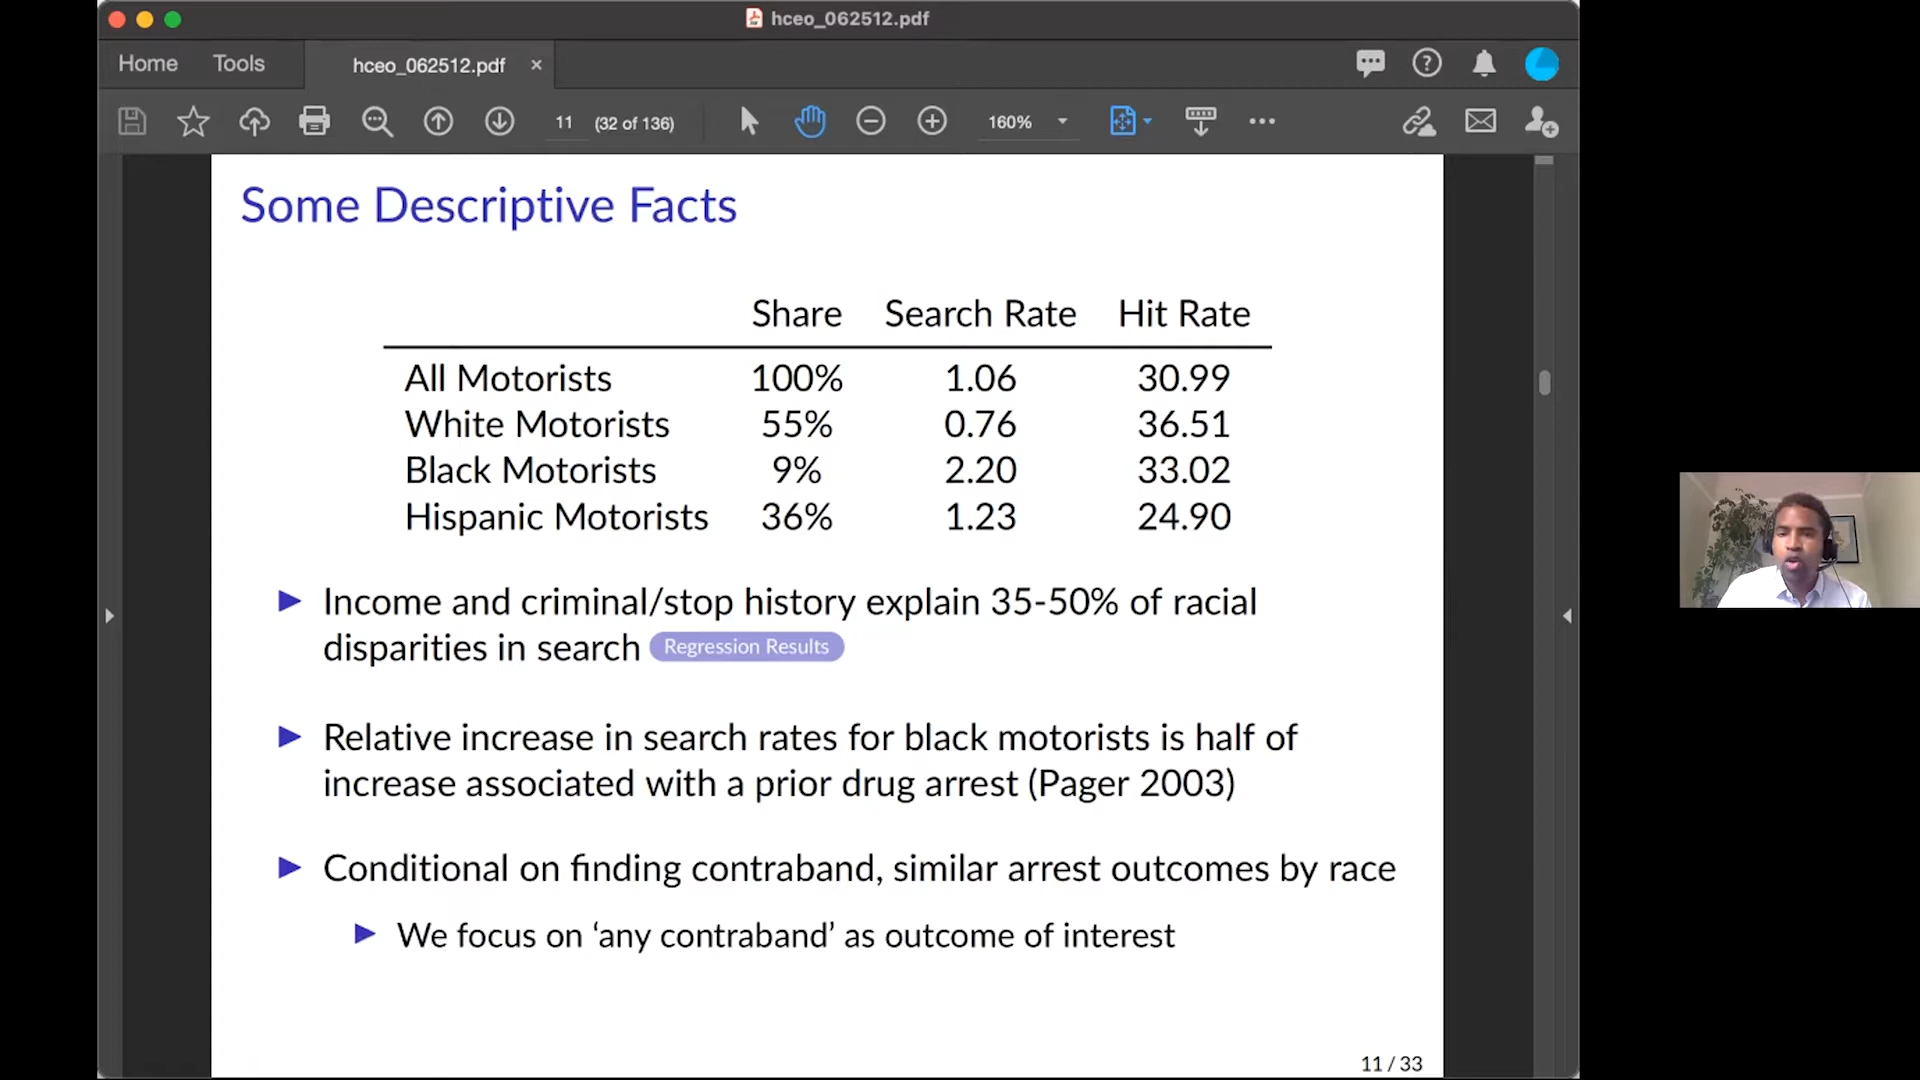 hceo_062512.pdf
Home Tools hceo_062512.pdf ×
11 (32 of 136) 160%
Some Descriptive Facts
Share Search Rate Hit Rate
All Motorists 100% 1.06 30.99
White Motorists 55% 0.76 36.51
Black Motorists 9% 2.20 33.02
Hispanic Motorists 36% 1.23 24.90
Income and criminal/stop history explain 35-50% of racial
disparities in search Regression Results
Relative increase in search rates for black motorists is half of
increase associated with a prior drug arrest (Pager 2003)
Conditional on finding contraband, similar arrest outcomes by race
We focus on ‘any contraband’ as outcome of interest
11 / 33